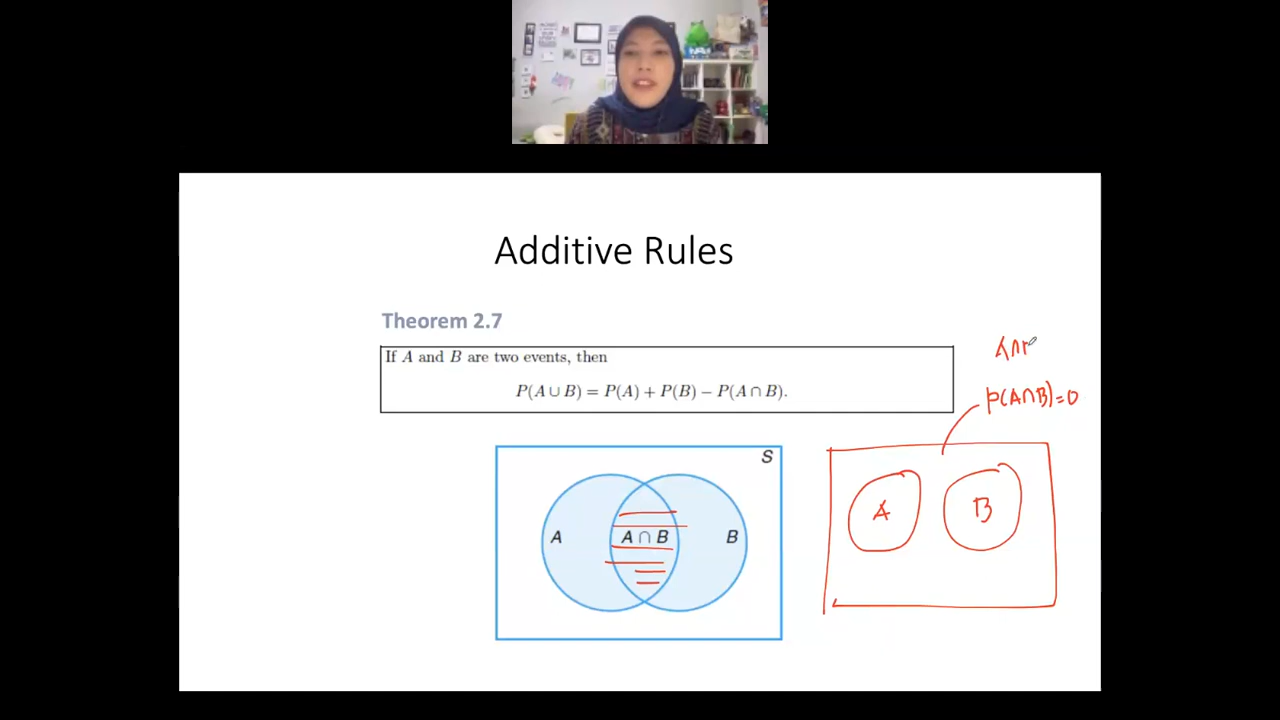 Additive Rules
Theorem 2.7
If A and B are two events, then
P(A ∪ B) = P(A) + P(B) − P(A ∩ B).
P(A∩B)=0
S
A
A ∩ B
B
A
B